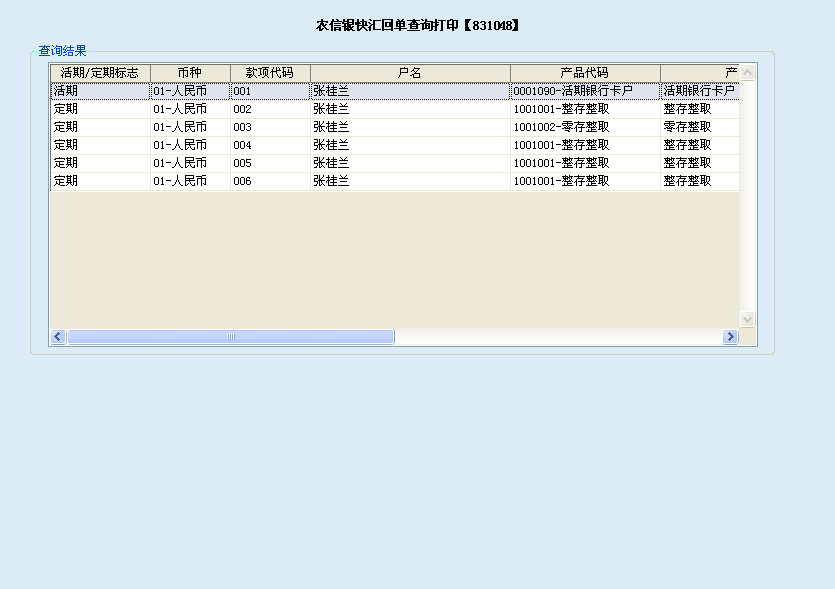 农信银快汇回单查询打印【831048】
查询结果
活期/定期标志 币种 款项代码 户名 产品代码 产
活期 01-人民币 001 张桂兰 0001090-活期银行卡户 活期银行卡户
定期 01-人民币 002 张桂兰 1001001-整存整取 整存整取
定期 01-人民币 003 张桂兰 1001002-零存整取 零存整取
定期 01-人民币 004 张桂兰 1001001-整存整取 整存整取
定期 01-人民币 005 张桂兰 1001001-整存整取 整存整取
定期 01-人民币 006 张桂兰 1001001-整存整取 整存整取